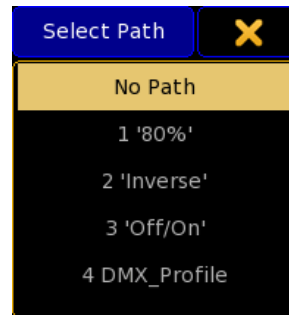 Select Path
No Path
1 '80%'
2 'Inverse'
3 'Off/On'
4 DMX_Profile